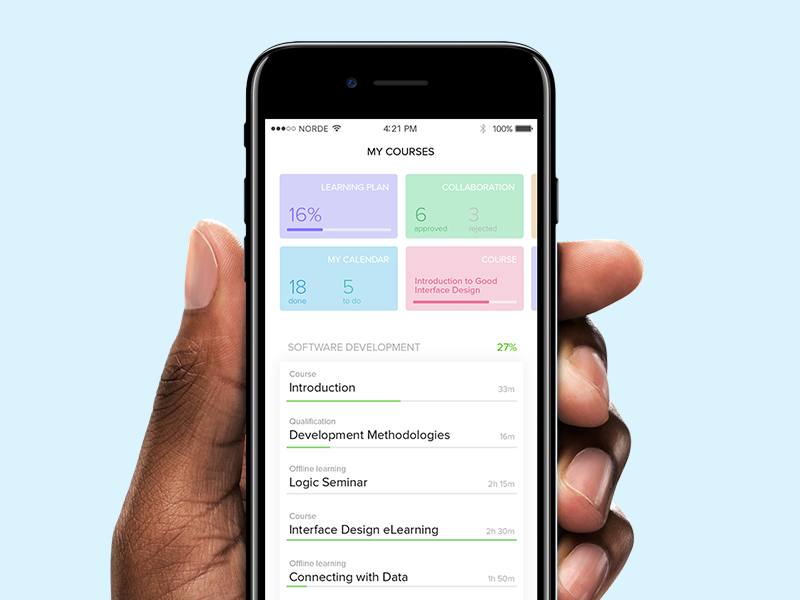 NORDE
4:21 PM
100%
MY COURSES
LEARNING PLAN
16%
COLLABORATION
6
approved
3
rejected
MY CALENDAR
18
done
5
to do
COURSE
Introduction to Good
Interface Design
SOFTWARE DEVELOPMENT
27%
Course
Introduction
33m
Qualification
Development Methodologies
16m
Offline learning
Logic Seminar
2h 15m
Course
Interface Design eLearning
2h 30m
Offline learning
Connecting with Data
1h 50m